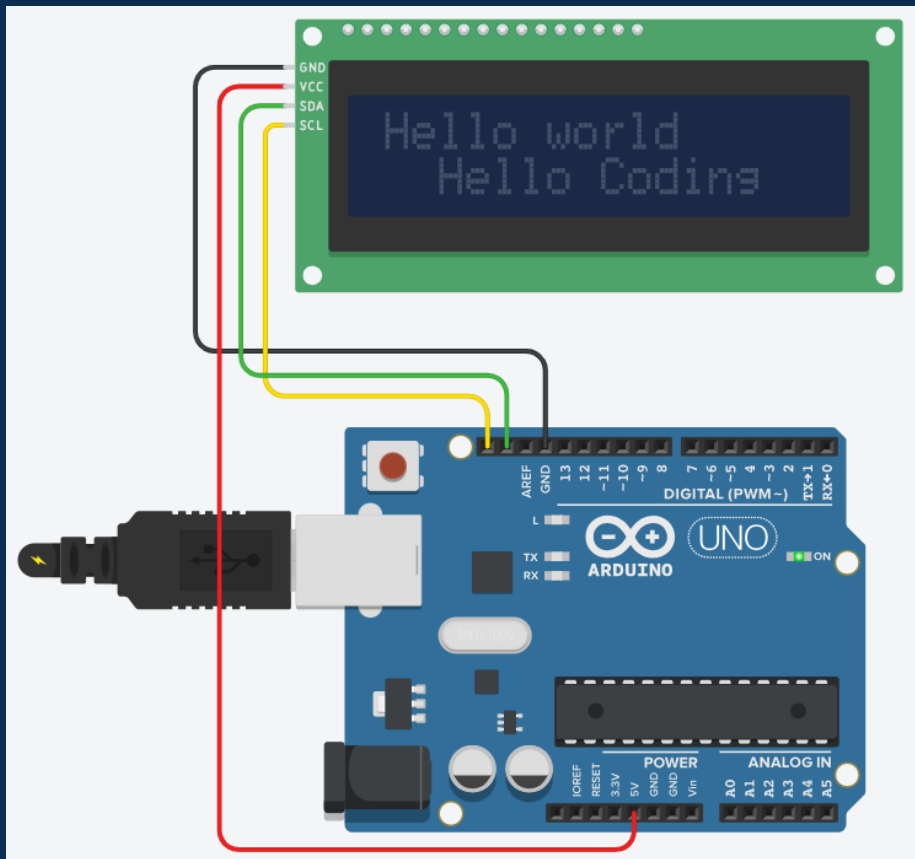 GND
VCC
SDA
SCL
Hello world
Hello Coding
AREF
GND
13
12
~11
~10
~9
8
7
~6
~5
4
~3
2
TX→1
RX←0
DIGITAL (PWM~)
L
TX
RX
ARDUINO
UNO
ON
POWER
ANALOG IN
IOREF
RESET
3.3V
5V
GND
GND
Vin
A0
A1
A2
A3
A4
A5